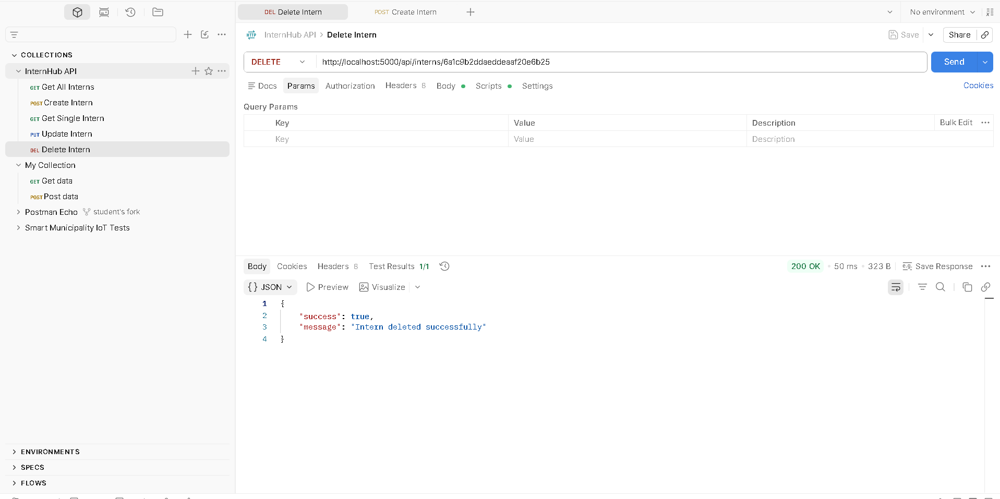 DEL Delete Intern
POST Create Intern
No environment
InternHub API > Delete Intern
Save
Share
COLLECTIONS
InternHub API
GET Get All Interns
POST Create Intern
GET Get Single Intern
PUT Update Intern
DEL Delete Intern
My Collection
GET Get data
POST Post data
Postman Echo student's fork
Smart Municipality IoT Tests
ENVIRONMENTS
SPECS
FLOWS
HTTP
DELETE http://localhost:5000/api/interns/6a1c9b2ddaeddeaaf20e6b25
Send
Docs Params Authorization Headers 8 Body Scripts Settings
Cookies
Query Params
Key Value Description Bulk Edit
Key Value Description
Body Cookies Headers 8 Test Results 1/1
200 OK 50 ms 323 B e.g. Save Response
{} JSON Preview Visualize
1 {
2 "success": true,
3 "message": "Intern deleted successfully"
4 }